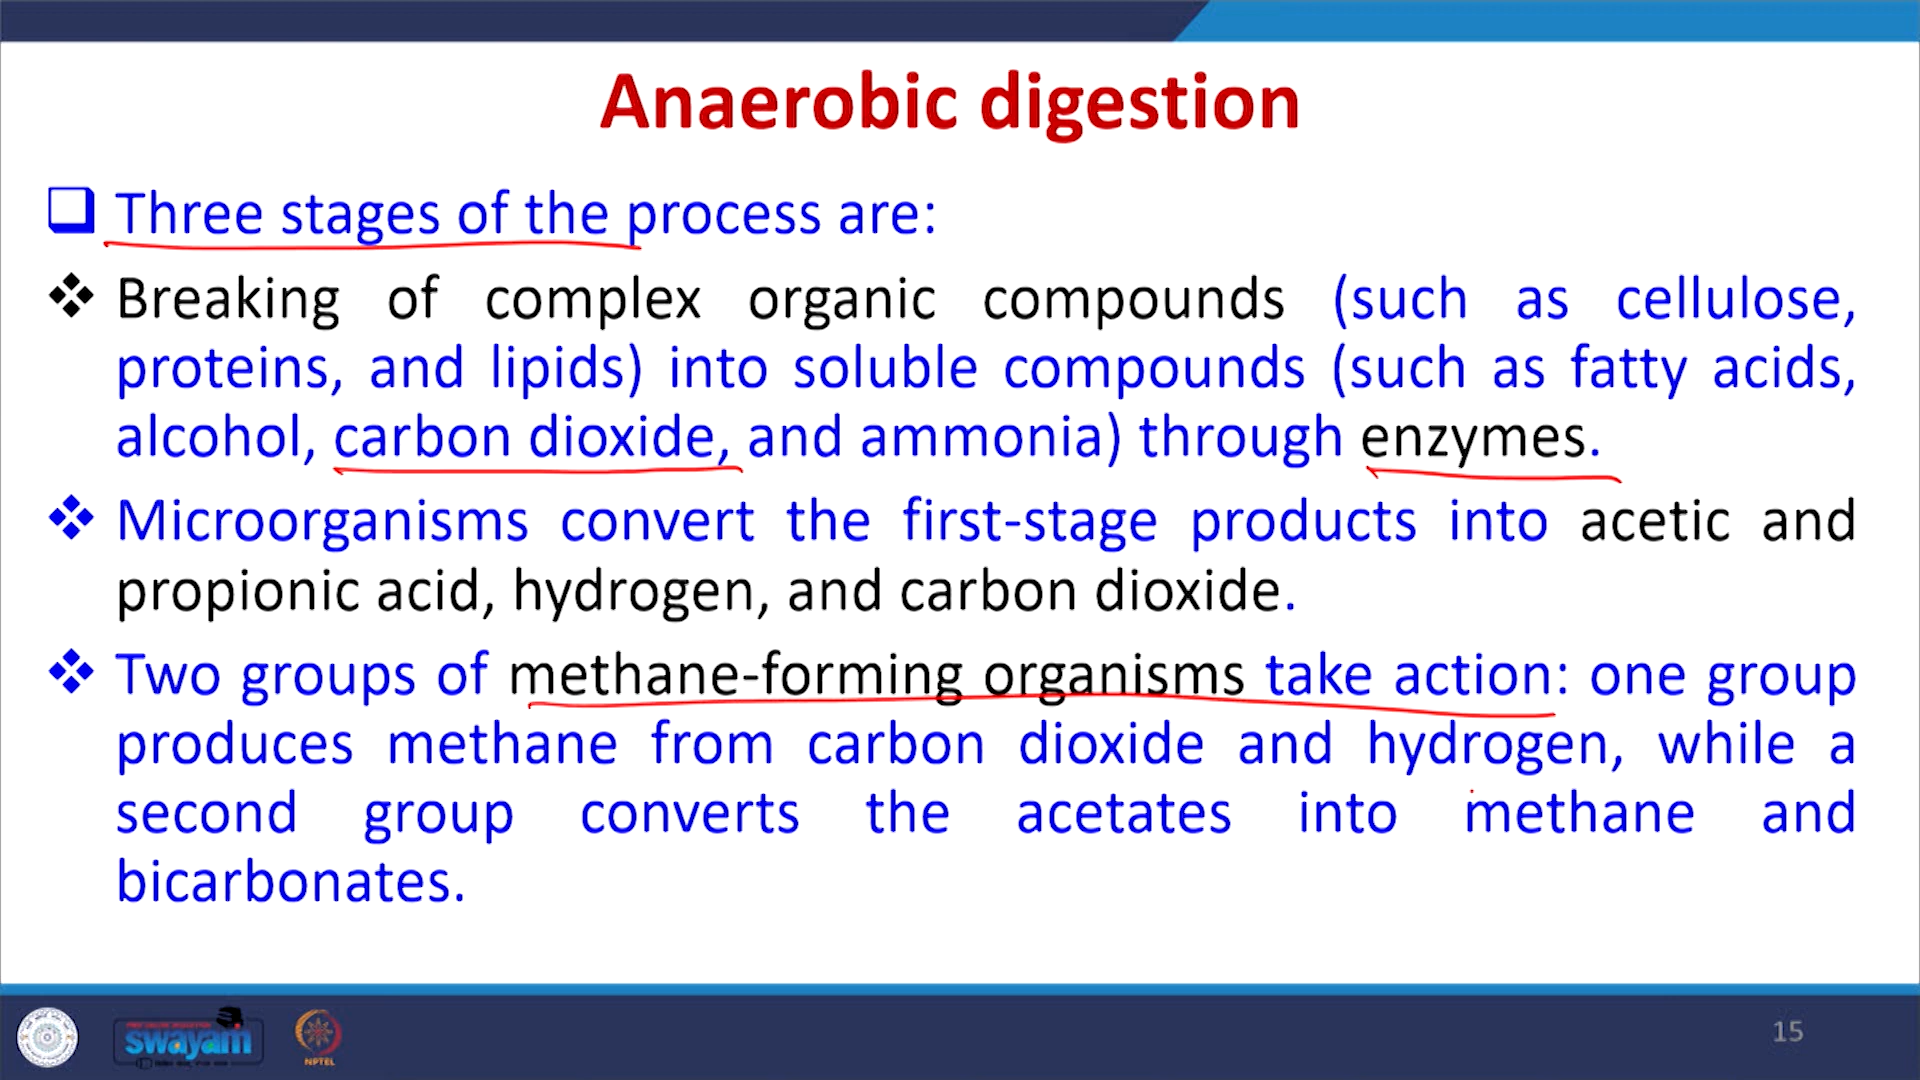 Anaerobic digestion
Three stages of the process are:
Breaking of complex organic compounds (such as cellulose,
proteins, and lipids) into soluble compounds (such as fatty acids,
alcohol, carbon dioxide, and ammonia) through enzymes.
Microorganisms convert the first-stage products into acetic and
propionic acid, hydrogen, and carbon dioxide.
Two groups of methane-forming organisms take action: one group
produces methane from carbon dioxide and hydrogen, while a
second group converts the acetates into methane and
bicarbonates.
swayam
NPTEL
15